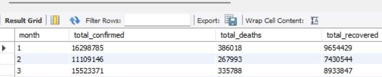 Result Grid Filter Rows: Export: Wrap Cell Content:
month total_confirmed total_deaths total_recovered
1 16298785 386018 9654429
2 11109146 267993 7430544
3 15523371 335788 8933847